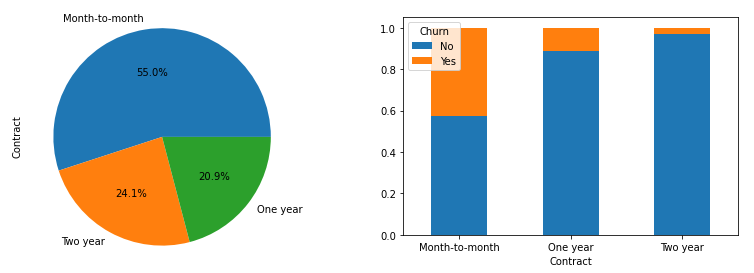 Month-to-month
55.0%
Contract
20.9%
24.1%
One year
Two year
Churn
No
Yes
1.0
0.8
0.6
0.4
0.2
0.0
Month-to-month One year Two year
Contract